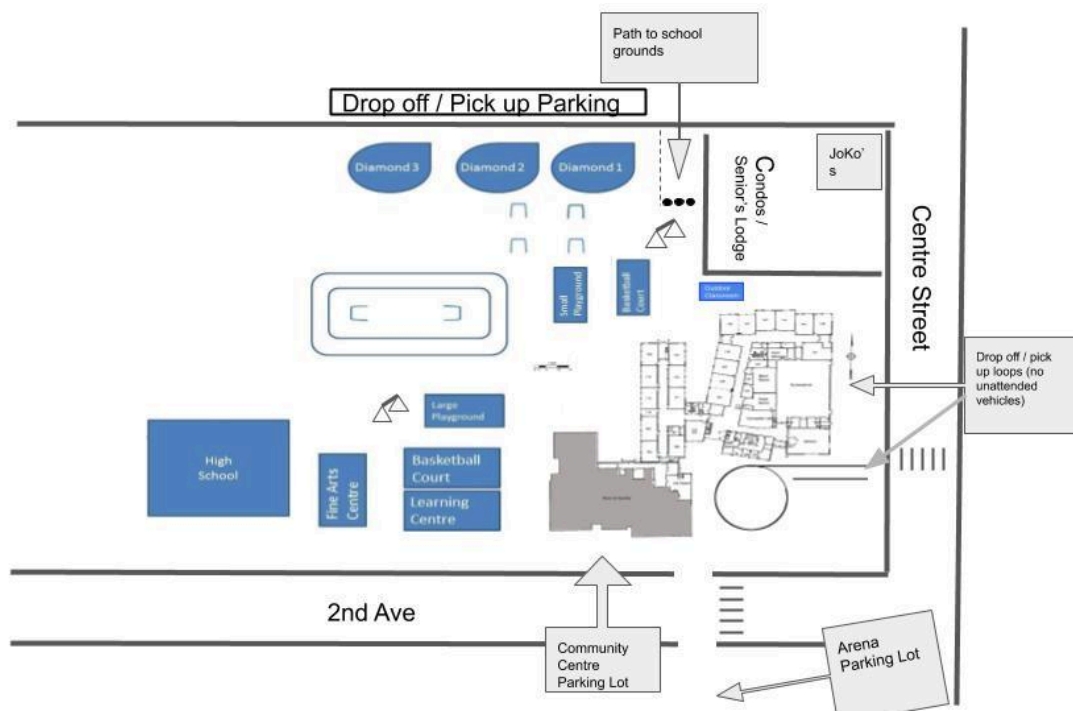 Path to school
grounds
Drop off / Pick up Parking
Diamond 3
Diamond 2
Diamond 1
JoKo`
s
Condos /
Senior's Lodge
Centre Street
Small
Playground
Basketball
Court
Outdoor
Classroom
Drop off / pick
up loops (no
unattended
vehicles)
Large
Playground
High
School
Fine Arts
Centre
Basketball
Court
Learning
Centre
2nd Ave
Community
Centre
Parking Lot
Arena
Parking Lot